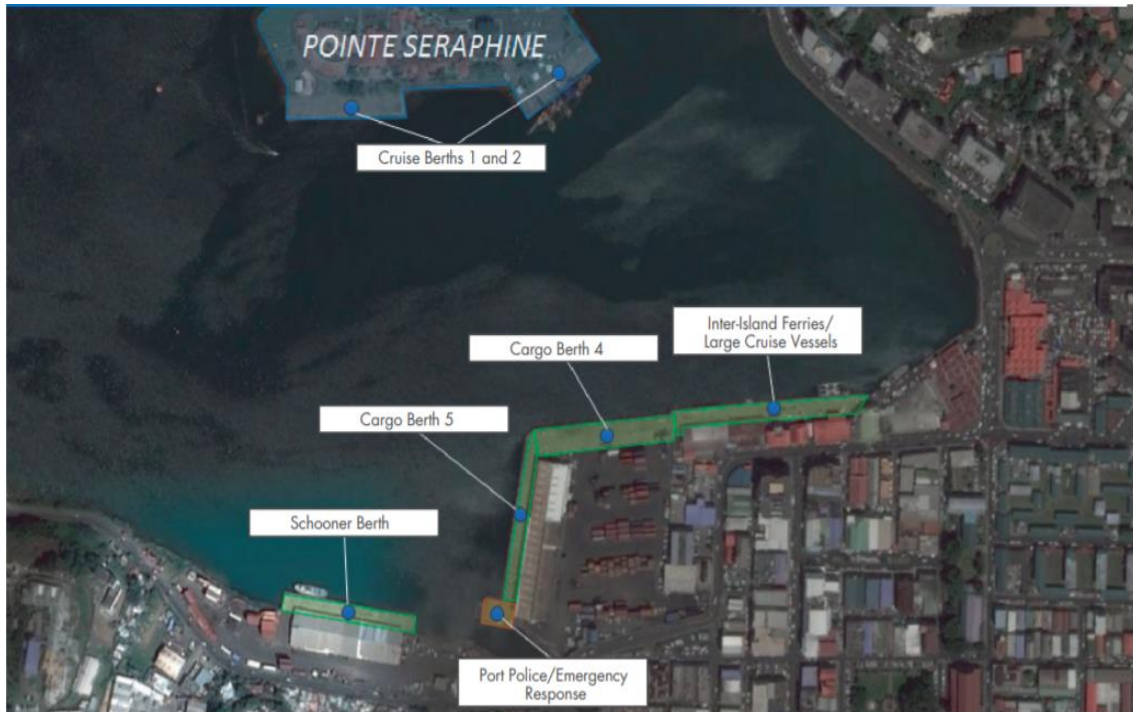 POINTE SERAPHINE
Cruise Berths 1 and 2
Inter-Island Ferries/
Large Cruise Vessels
Cargo Berth 4
Cargo Berth 5
Schooner Berth
Port Police/Emergency
Response